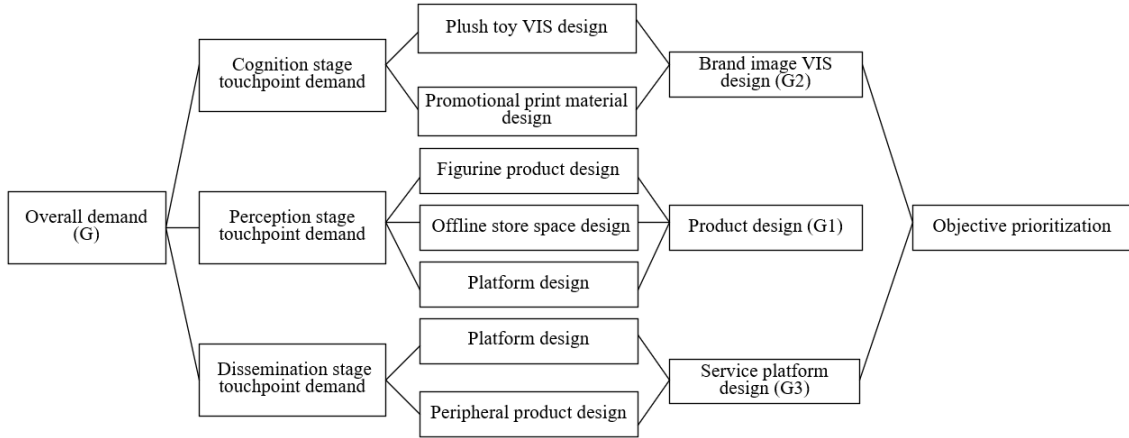 Overall demand
(G)
Cognition stage
touchpoint demand
Perception stage
touchpoint demand
Dissemination stage
touchpoint demand
Plush toy VIS design
Promotional print material
design
Figurine product design
Offline store space design
Platform design
Platform design
Peripheral product design
Brand image VIS
design (G2)
Product design (G1)
Service platform
design (G3)
Objective prioritization